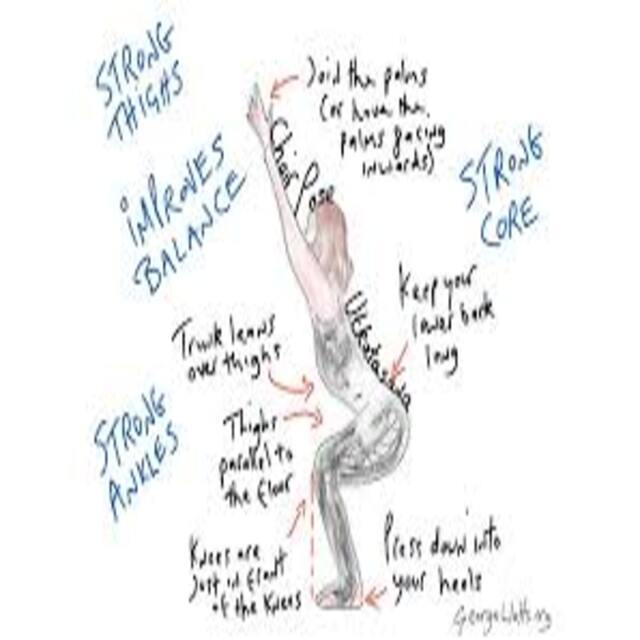 STRONG
THIGHS
Join the palms
(or have the
palms facing
inwards)
Chair Pose
IMPROVES
BALANCE
STRONG
CORE
Keep your
lower back
long
Utkatasana
Trunk leans
over thighs
STRONG
ANKLES
Thighs
parallel to
the floor
Knees are
Just in front
of the Knees
Press down into
your heels
GeorgeWatts.org